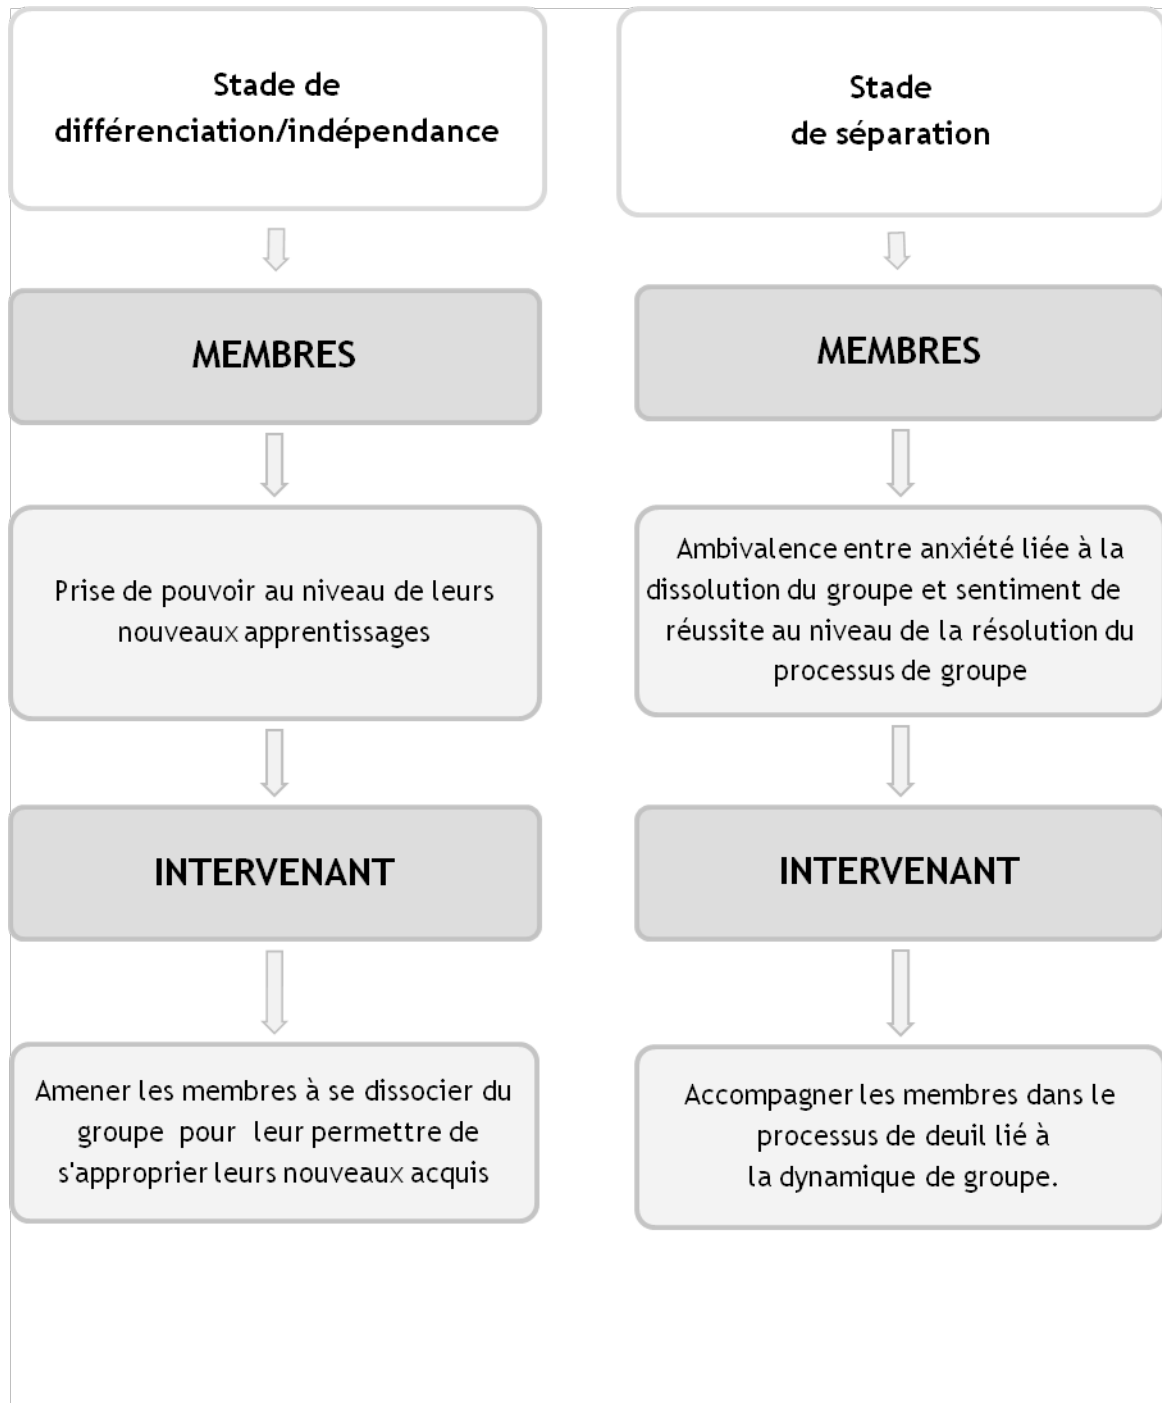 Stade de
différenciation/indépendance
MEMBRES
Prise de pouvoir au niveau de leurs
nouveaux apprentissages
INTERVENANT
Amener les membres à se dissocier du
groupe pour leur permettre de
s'approprier leurs nouveaux acquis
Stade
de séparation
MEMBRES
Ambivalence entre anxiété liée à la
dissolution du groupe et sentiment de
réussite au niveau de la résolution du
processus de groupe
INTERVENANT
Accompagner les membres dans le
processus de deuil lié à
la dynamique de groupe.